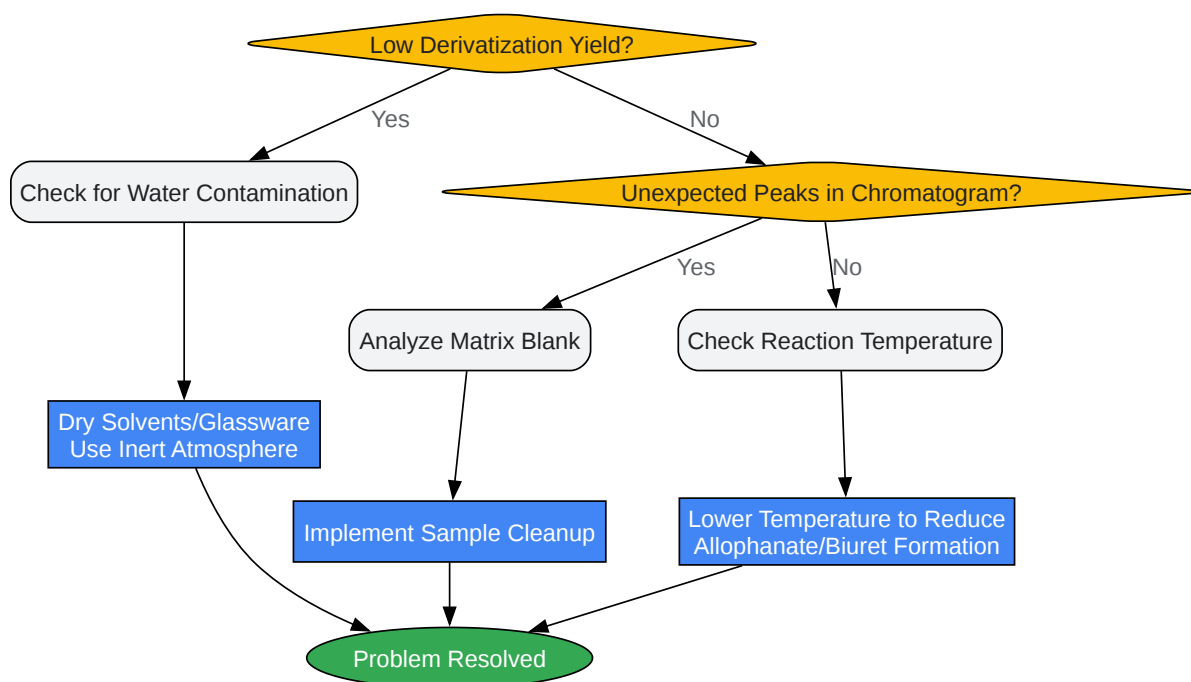 Low Derivatization Yield?
Yes
No
Check for Water Contamination
Unexpected Peaks in Chromatogram?
Yes
No
Analyze Matrix Blank
Check Reaction Temperature
Dry Solvents/Glassware
Use Inert Atmosphere
Implement Sample Cleanup
Lower Temperature to Reduce
Allophanate/Biuret Formation
Problem Resolved